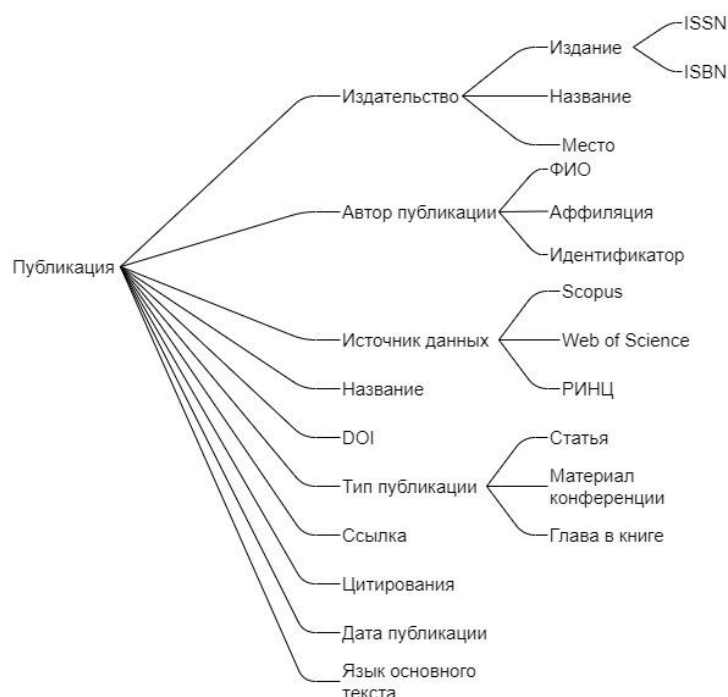 ISSN
Издание
ISBN
Издательство
Название
Место
ФИО
Автор публикации
Аффиляция
Идентификатор
Публикация
Scopus
Источник данных
Web of Science
Название
РИНЦ
DOI
Статья
Тип публикации
Материал
конференции
Ссылка
Глава в книге
Цитирования
Дата публикации
Язык основного
текста